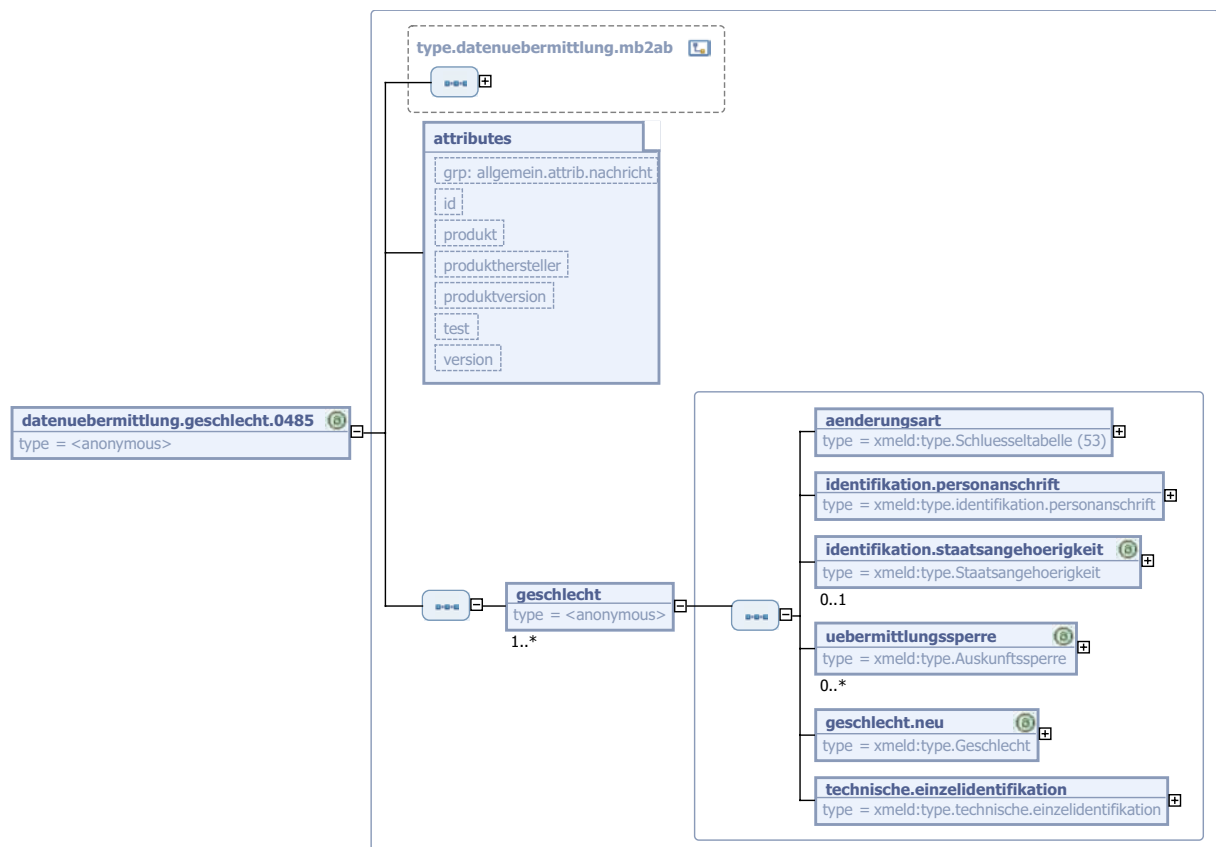 type.datenuebermittlung.mb2ab
attributes
grp: allgemein.attrib.nachricht
id
produkt
produkthersteller
produktversion
test
version
datenuebermittlung.geschlecht.0485
type = <anonymous>
geschlecht
type = <anonymous>
1..*
aenderungsart
type = xmeld:type.Schluesseltabelle (53)
identifikation.personanschrift
type = xmeld:type.identifikation.personanschrift
identifikation.staatsangehoerigkeit
type = xmeld:type.Staatsangehoerigkeit
0..1
uebermittlungssperre
type = xmeld:type.Auskunftssperre
0..*
geschlecht.neu
type = xmeld:type.Geschlecht
technische.einzelidentifikation
type = xmeld:type.technische.einzelidentifikation